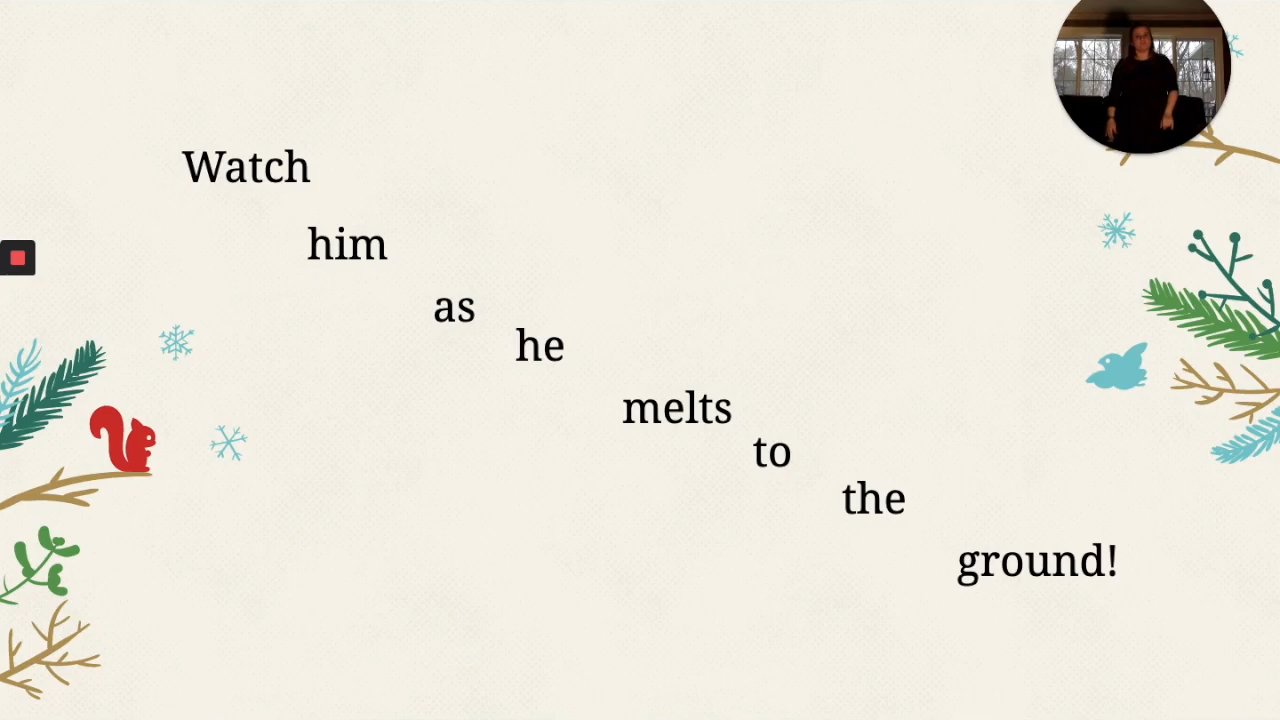 Watch
him
as
he
melts
to
the
ground!